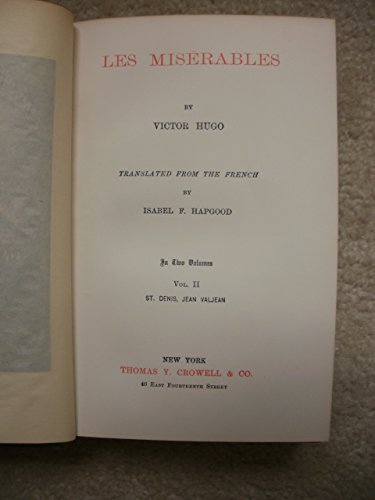 LES MISÉRABLES
BY
VICTOR HUGO
TRANSLATED FROM THE FRENCH
BY
ISABEL F. HAPGOOD
In Two Volumes
VOL. II
ST. DENIS, JEAN VALJEAN
NEW YORK
THOMAS Y. CROWELL & CO.
46 EAST FOURTEENTH STREET